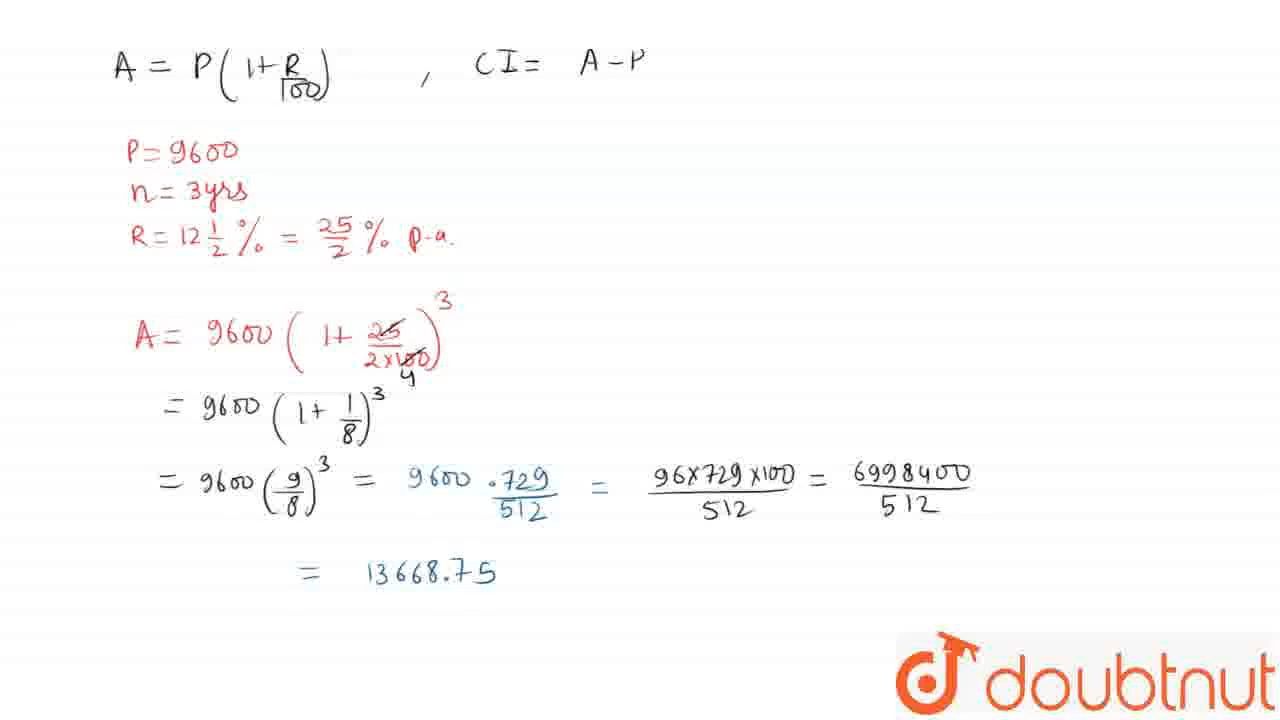 A = P(1+R/100) , CI = A-P
P = 9600
n = 3yrs
R = 12 1/2 % = 25/2 % p.a.
A = 9600 (1+ 25/2×100)^3
4
= 9600 (1+ 1/8)^3
= 9600 (9/8)^3 = 9600 . 729/512 = 96×729×100/512 = 6998400/512
= 13668.75
doubtnut